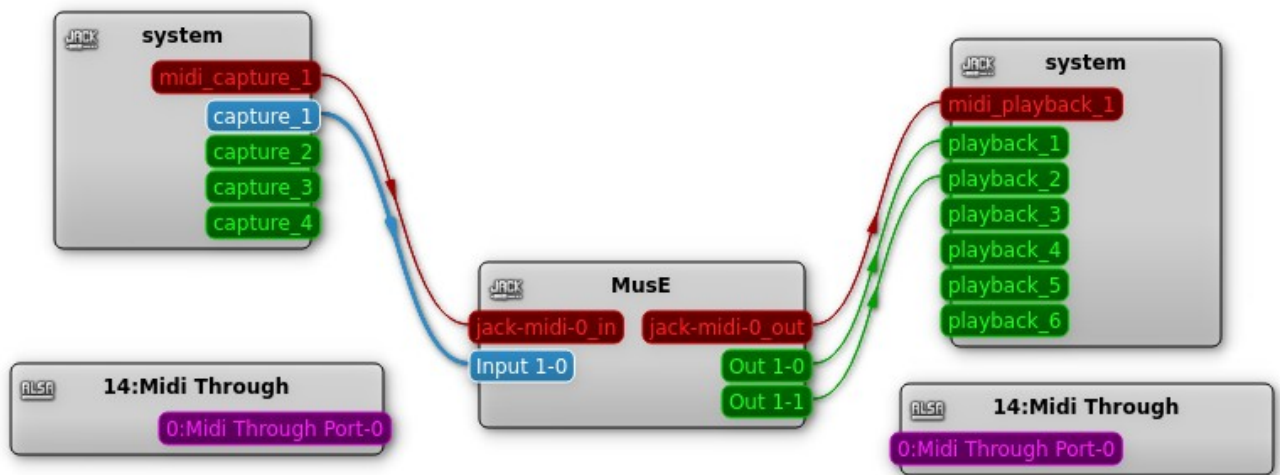 JACK system
midi_capture_1
capture_1
capture_2
capture_3
capture_4
ALSA 14:Midi Through
0:Midi Through Port-0
JACK MusE
jack-midi-0_in jack-midi-0_out
Input 1-0 Out 1-0
Out 1-1
JACK system
midi_playback_1
playback_1
playback_2
playback_3
playback_4
playback_5
playback_6
ALSA 14:Midi Through
0:Midi Through Port-0